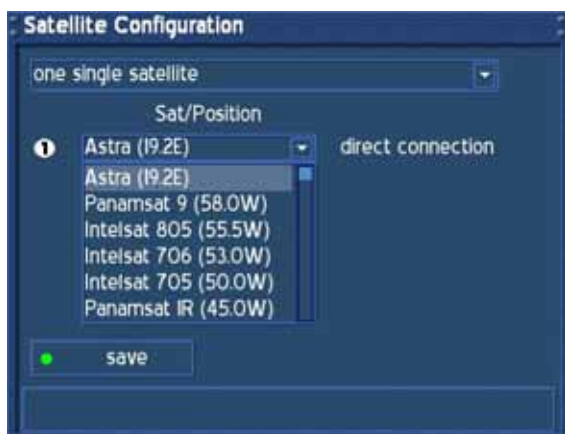 Satellite Configuration
one single satellite
Sat/Position
1 Astra (19.2E) direct connection
Astra (19.2E)
Panamsat 9 (58.0W)
Intelsat 805 (55.5W)
Intelsat 706 (53.0W)
Intelsat 705 (50.0W)
Panamsat IR (45.0W)
save